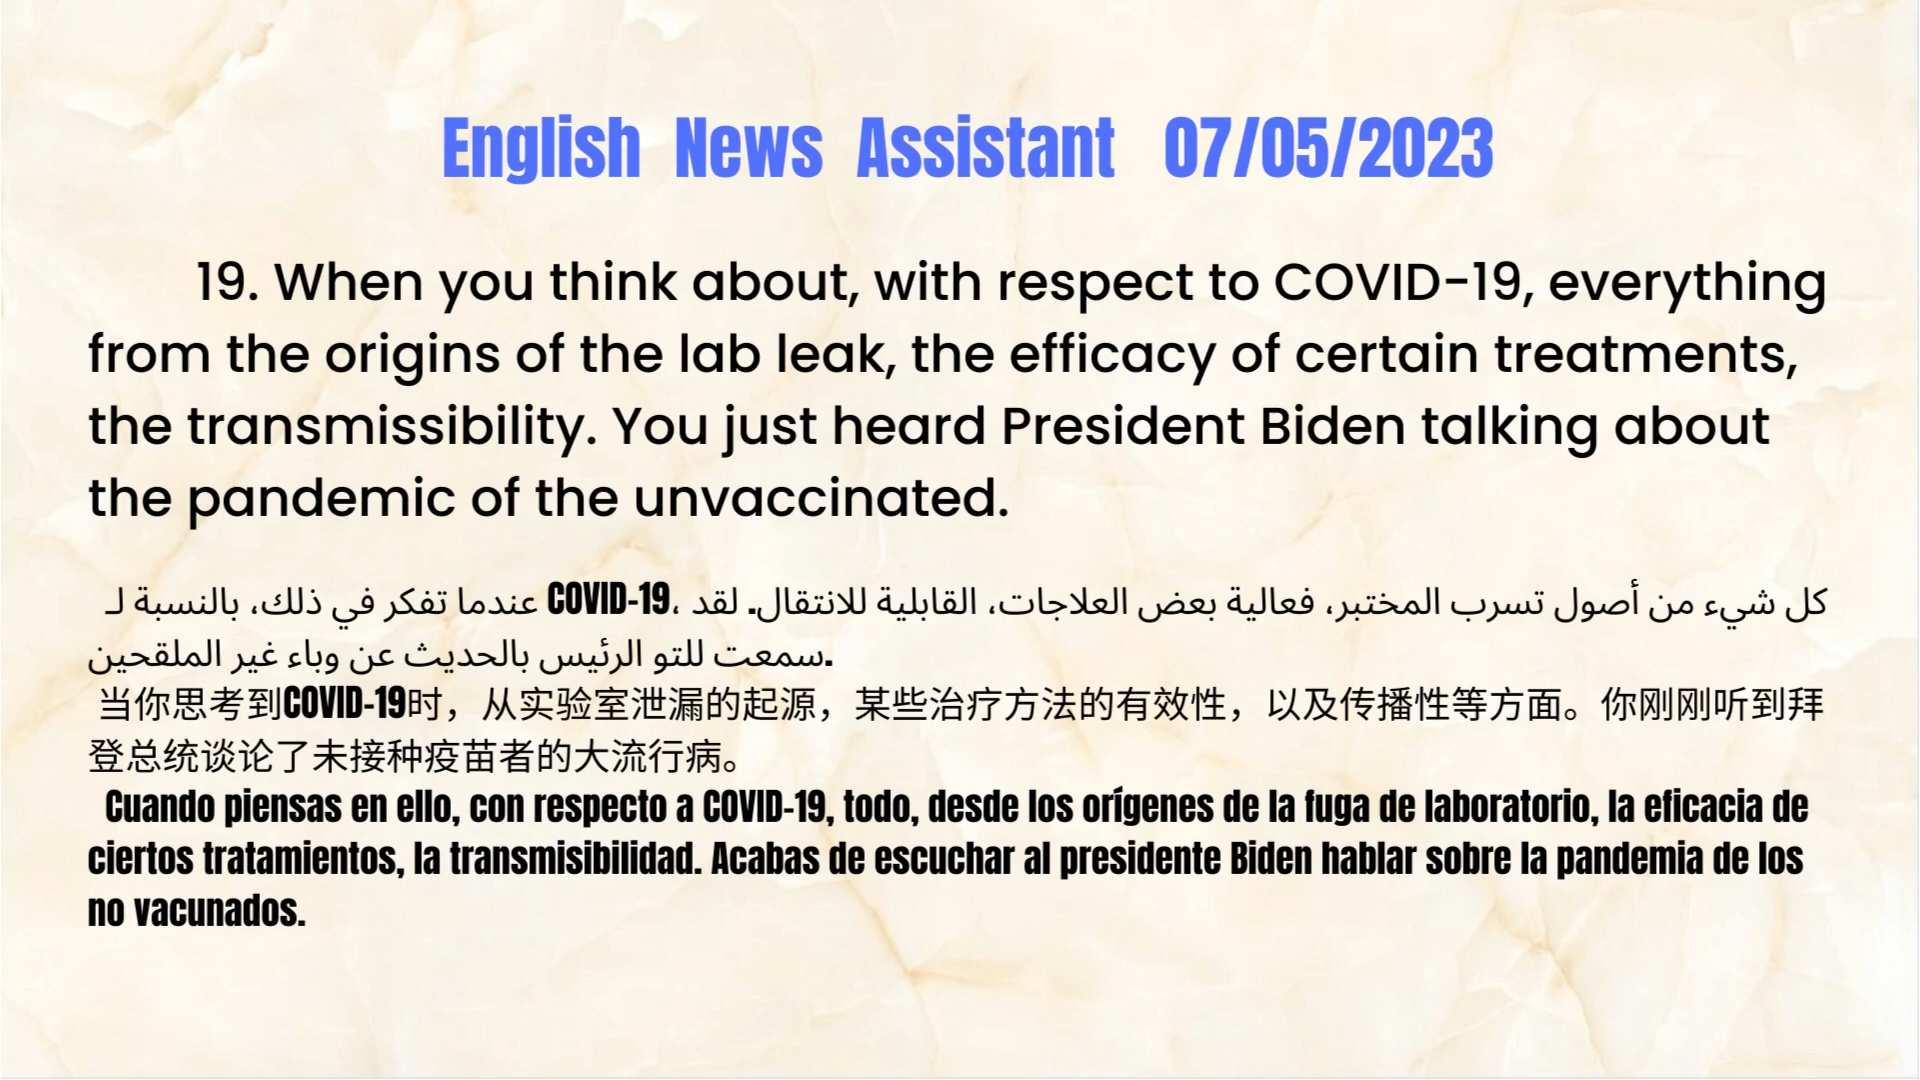 English News Assistant 07/05/2023
19. When you think about, with respect to COVID-19, everything
from the origins of the lab leak, the efficacy of certain treatments,
the transmissibility. You just heard President Biden talking about
the pandemic of the unvaccinated.
عندما تفكر في ذلك، بالنسبة لـ COVID-19، كل شيء من أصول تسرب المختبر، فعالية بعض العلاجات، القابلية للانتقال. لقد
سمعت للتو الرئيس بالحديث عن وباء غير الملقحين.
当你思考到COVID-19时，从实验室泄漏的起源，某些治疗方法的有效性，以及传播性等方面。你刚刚听到拜
登总统谈论了未接种疫苗者的大流行病。
Cuando piensas en ello, con respecto a COVID-19, todo, desde los orígenes de la fuga de laboratorio, la eficacia de
ciertos tratamientos, la transmisibilidad. Acabas de escuchar al presidente Biden hablar sobre la pandemia de los
no vacunados.